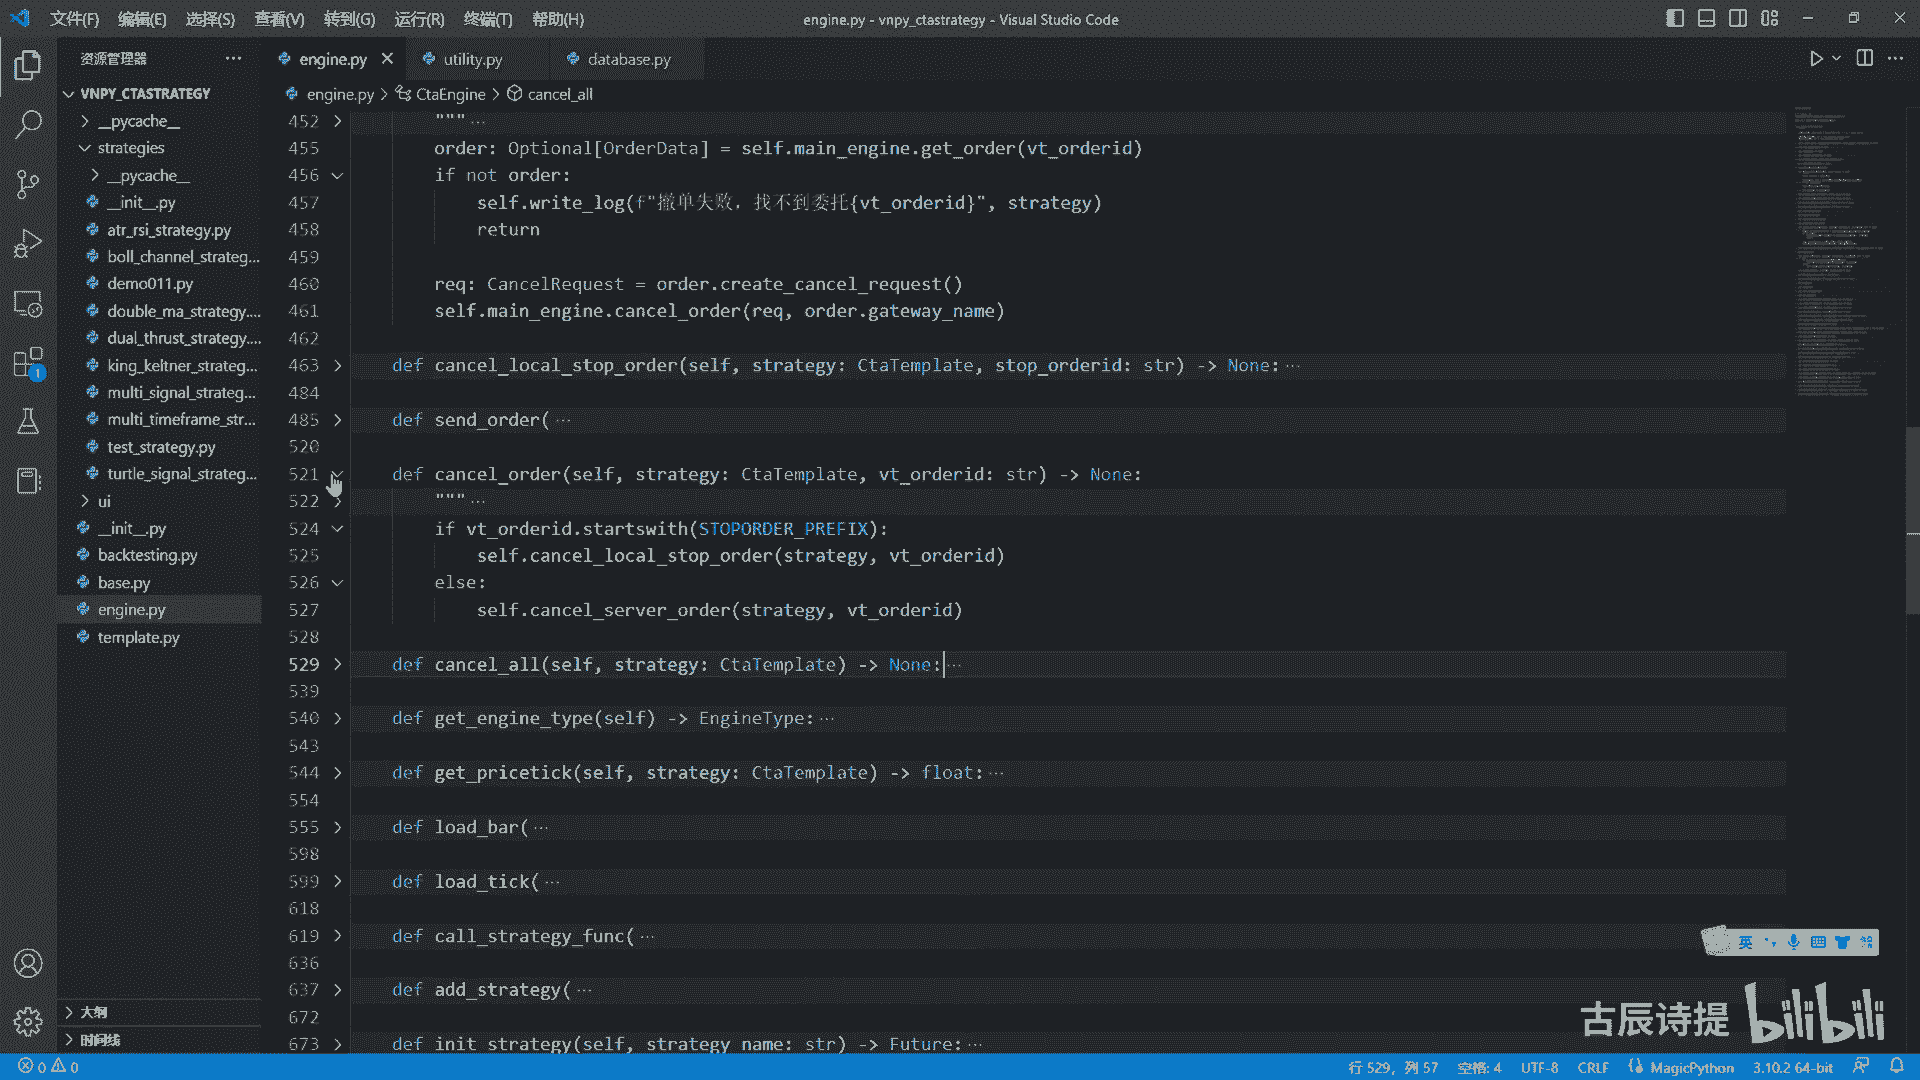 文件(F) 编辑(E) 选择(S) 查看(V) 转到(G) 运行(R) 终端(T) 帮助(H) engine.py - vnpy_ctastrategy - Visual Studio Code
资源管理器 ··· engine.py utility.py database.py
VNPY_CTASTRATEGY
engine.py > CtaEngine > cancel_all
__pycache__
strategies
__pycache__
__init__.py
atr_rsi_strategy.py
boll_channel_strateg...
demo011.py
double_ma_strategy....
dual_thrust_strategy....
king_keltner_strateg...
multi_signal_strateg...
multi_timeframe_str...
test_strategy.py
turtle_signal_strateg...
ui
__init__.py
backtesting.py
base.py
engine.py
template.py
大纲
时间线
1
452 """ ···
455 order: Optional[OrderData] = self.main_engine.get_order(vt_orderid)
456 if not order:
457 self.write_log(f"撤单失败，找不到委托{vt_orderid}", strategy)
458 return
459
460 req: CancelRequest = order.create_cancel_request()
461 self.main_engine.cancel_order(req, order.gateway_name)
462
463 def cancel_local_stop_order(self, strategy: CtaTemplate, stop_orderid: str) -> None: ···
484
485 def send_order( ···
520
521 def cancel_order(self, strategy: CtaTemplate, vt_orderid: str) -> None:
522 """ ···
524 if vt_orderid.startswith(STOPORDER_PREFIX):
525 self.cancel_local_stop_order(strategy, vt_orderid)
526 else:
527 self.cancel_server_order(strategy, vt_orderid)
528
529 def cancel_all(self, strategy: CtaTemplate) -> None: ···
539
540 def get_engine_type(self) -> EngineType: ···
543
544 def get_pricetick(self, strategy: CtaTemplate) -> float: ···
554
555 def load_bar( ···
598
599 def load_tick( ···
618
619 def call_strategy_func( ···
636
637 def add_strategy( ···
672
673 def init_strategy(self, strategy_name: str) -> Future: ···
英
古辰诗提 bilibili
0 0 行 529，列 57 空格: 4 UTF-8 CRLF MagicPython 3.10.2 64-bit